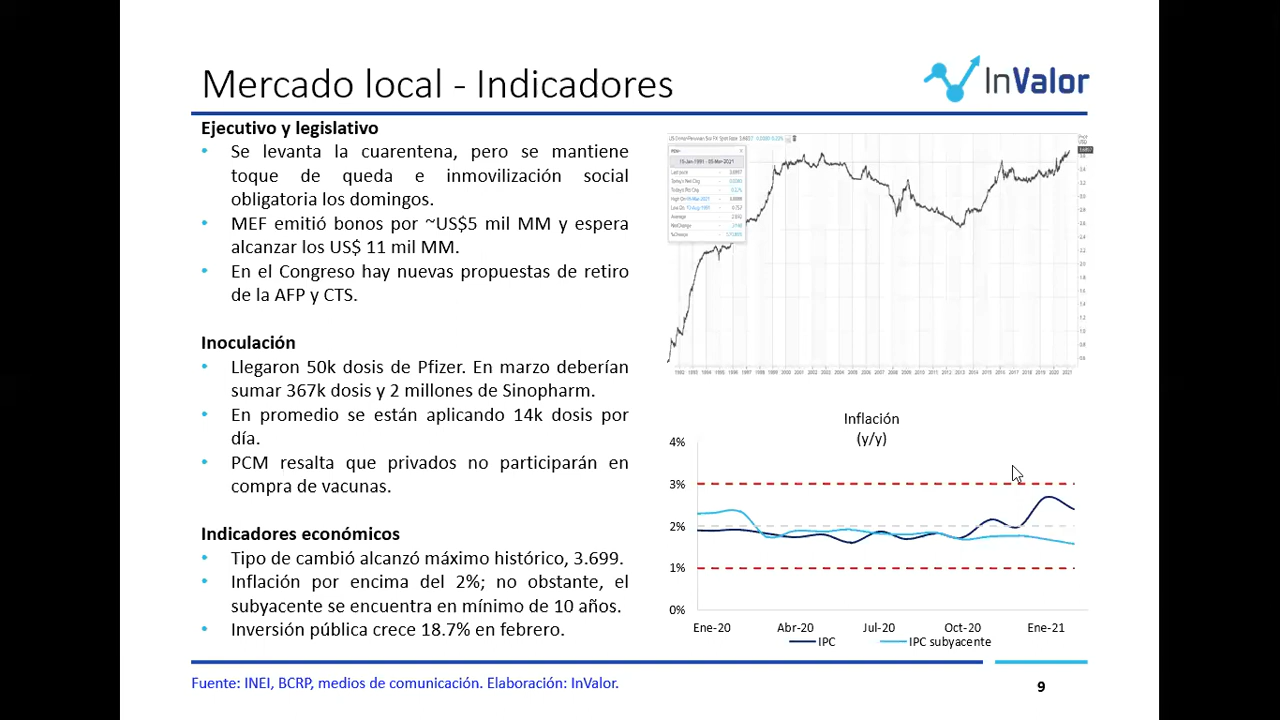 Mercado local - Indicadores
InValor
Ejecutivo y legislativo
• Se levanta la cuarentena, pero se mantiene
toque de queda e inmovilización social
obligatoria los domingos.
• MEF emitió bonos por ~US$5 mil MM y espera
alcanzar los US$ 11 mil MM.
• En el Congreso hay nuevas propuestas de retiro
de la AFP y CTS.
Inoculación
• Llegaron 50k dosis de Pfizer. En marzo deberían
sumar 367k dosis y 2 millones de Sinopharm.
• En promedio se están aplicando 14k dosis por
día.
• PCM resalta que privados no participarán en
compra de vacunas.
Indicadores económicos
• Tipo de cambió alcanzó máximo histórico, 3.699.
• Inflación por encima del 2%; no obstante, el
subyacente se encuentra en mínimo de 10 años.
• Inversión pública crece 18.7% en febrero.
Inflación
(y/y)
4%
3%
2%
1%
0%
Ene-20 Abr-20 Jul-20 Oct-20 Ene-21
IPC IPC subyacente
Fuente: INEI, BCRP, medios de comunicación. Elaboración: InValor.
9